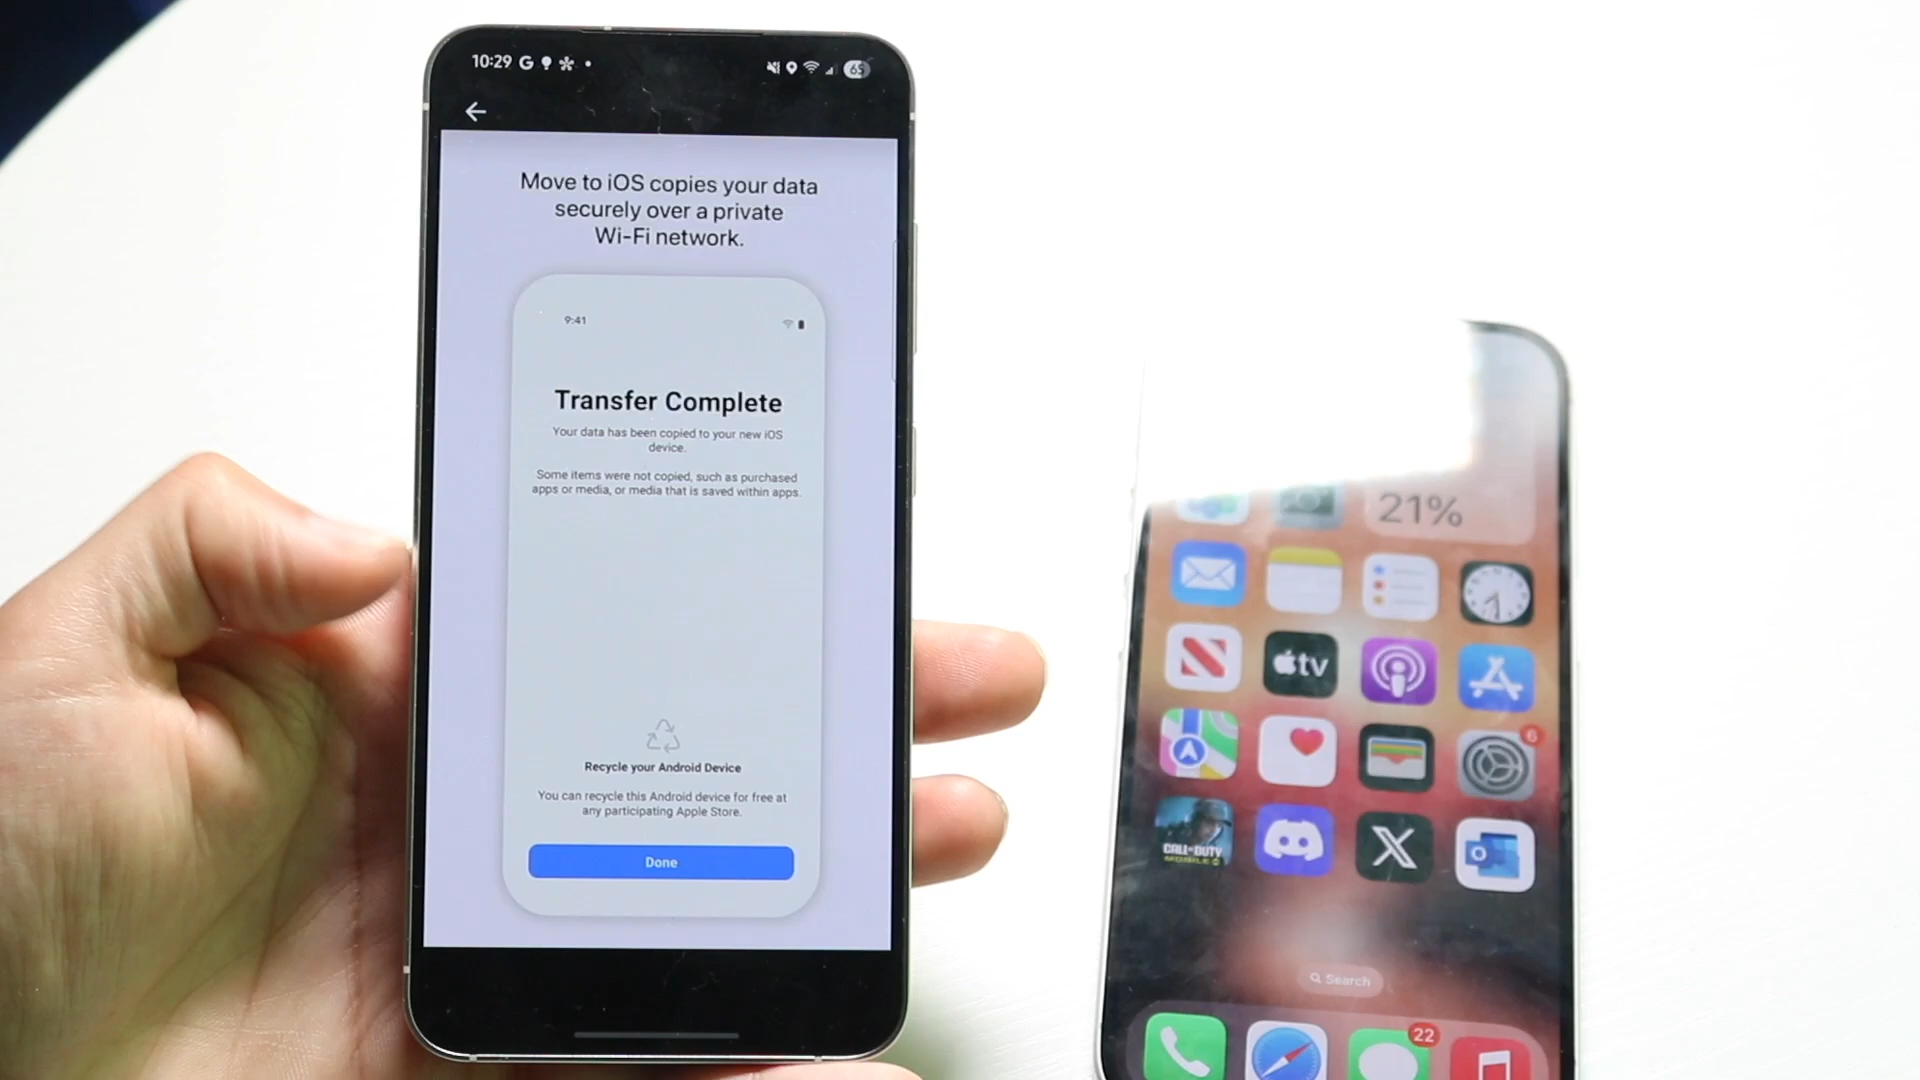 10:29
65
Move to iOS copies your data
securely over a private
Wi-Fi network.
9:41
Transfer Complete
Your data has been copied to your new iOS
device.
Some items were not copied, such as purchased
apps or media, or media that is saved within apps.
Recycle your Android Device
You can recycle this Android device for free at
any participating Apple Store.
Done
21%
tv
6
CALL OF DUTY
MOBILE
Search
22